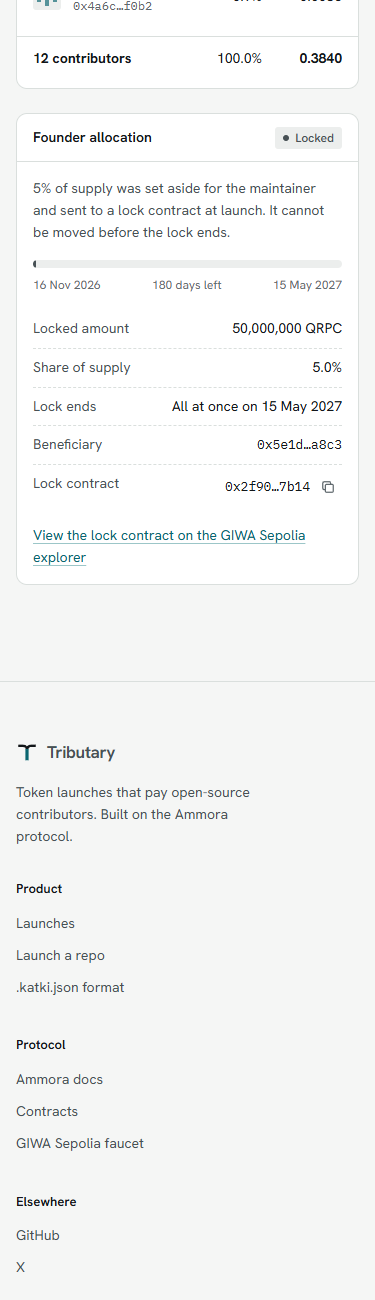 0x4a6c…f0b2
12 contributors 100.0% 0.3840
Founder allocation Locked
5% of supply was set aside for the maintainer
and sent to a lock contract at launch. It cannot
be moved before the lock ends.
16 Nov 2026 180 days left 15 May 2027
Locked amount 50,000,000 QRPC
Share of supply 5.0%
Lock ends All at once on 15 May 2027
Beneficiary 0x5e1d…a8c3
Lock contract 0x2f90…7b14
View the lock contract on the GIWA Sepolia
explorer
Tributary
Token launches that pay open-source
contributors. Built on the Ammora
protocol.
Product
Launches
Launch a repo
.katki.json format
Protocol
Ammora docs
Contracts
GIWA Sepolia faucet
Elsewhere
GitHub
X